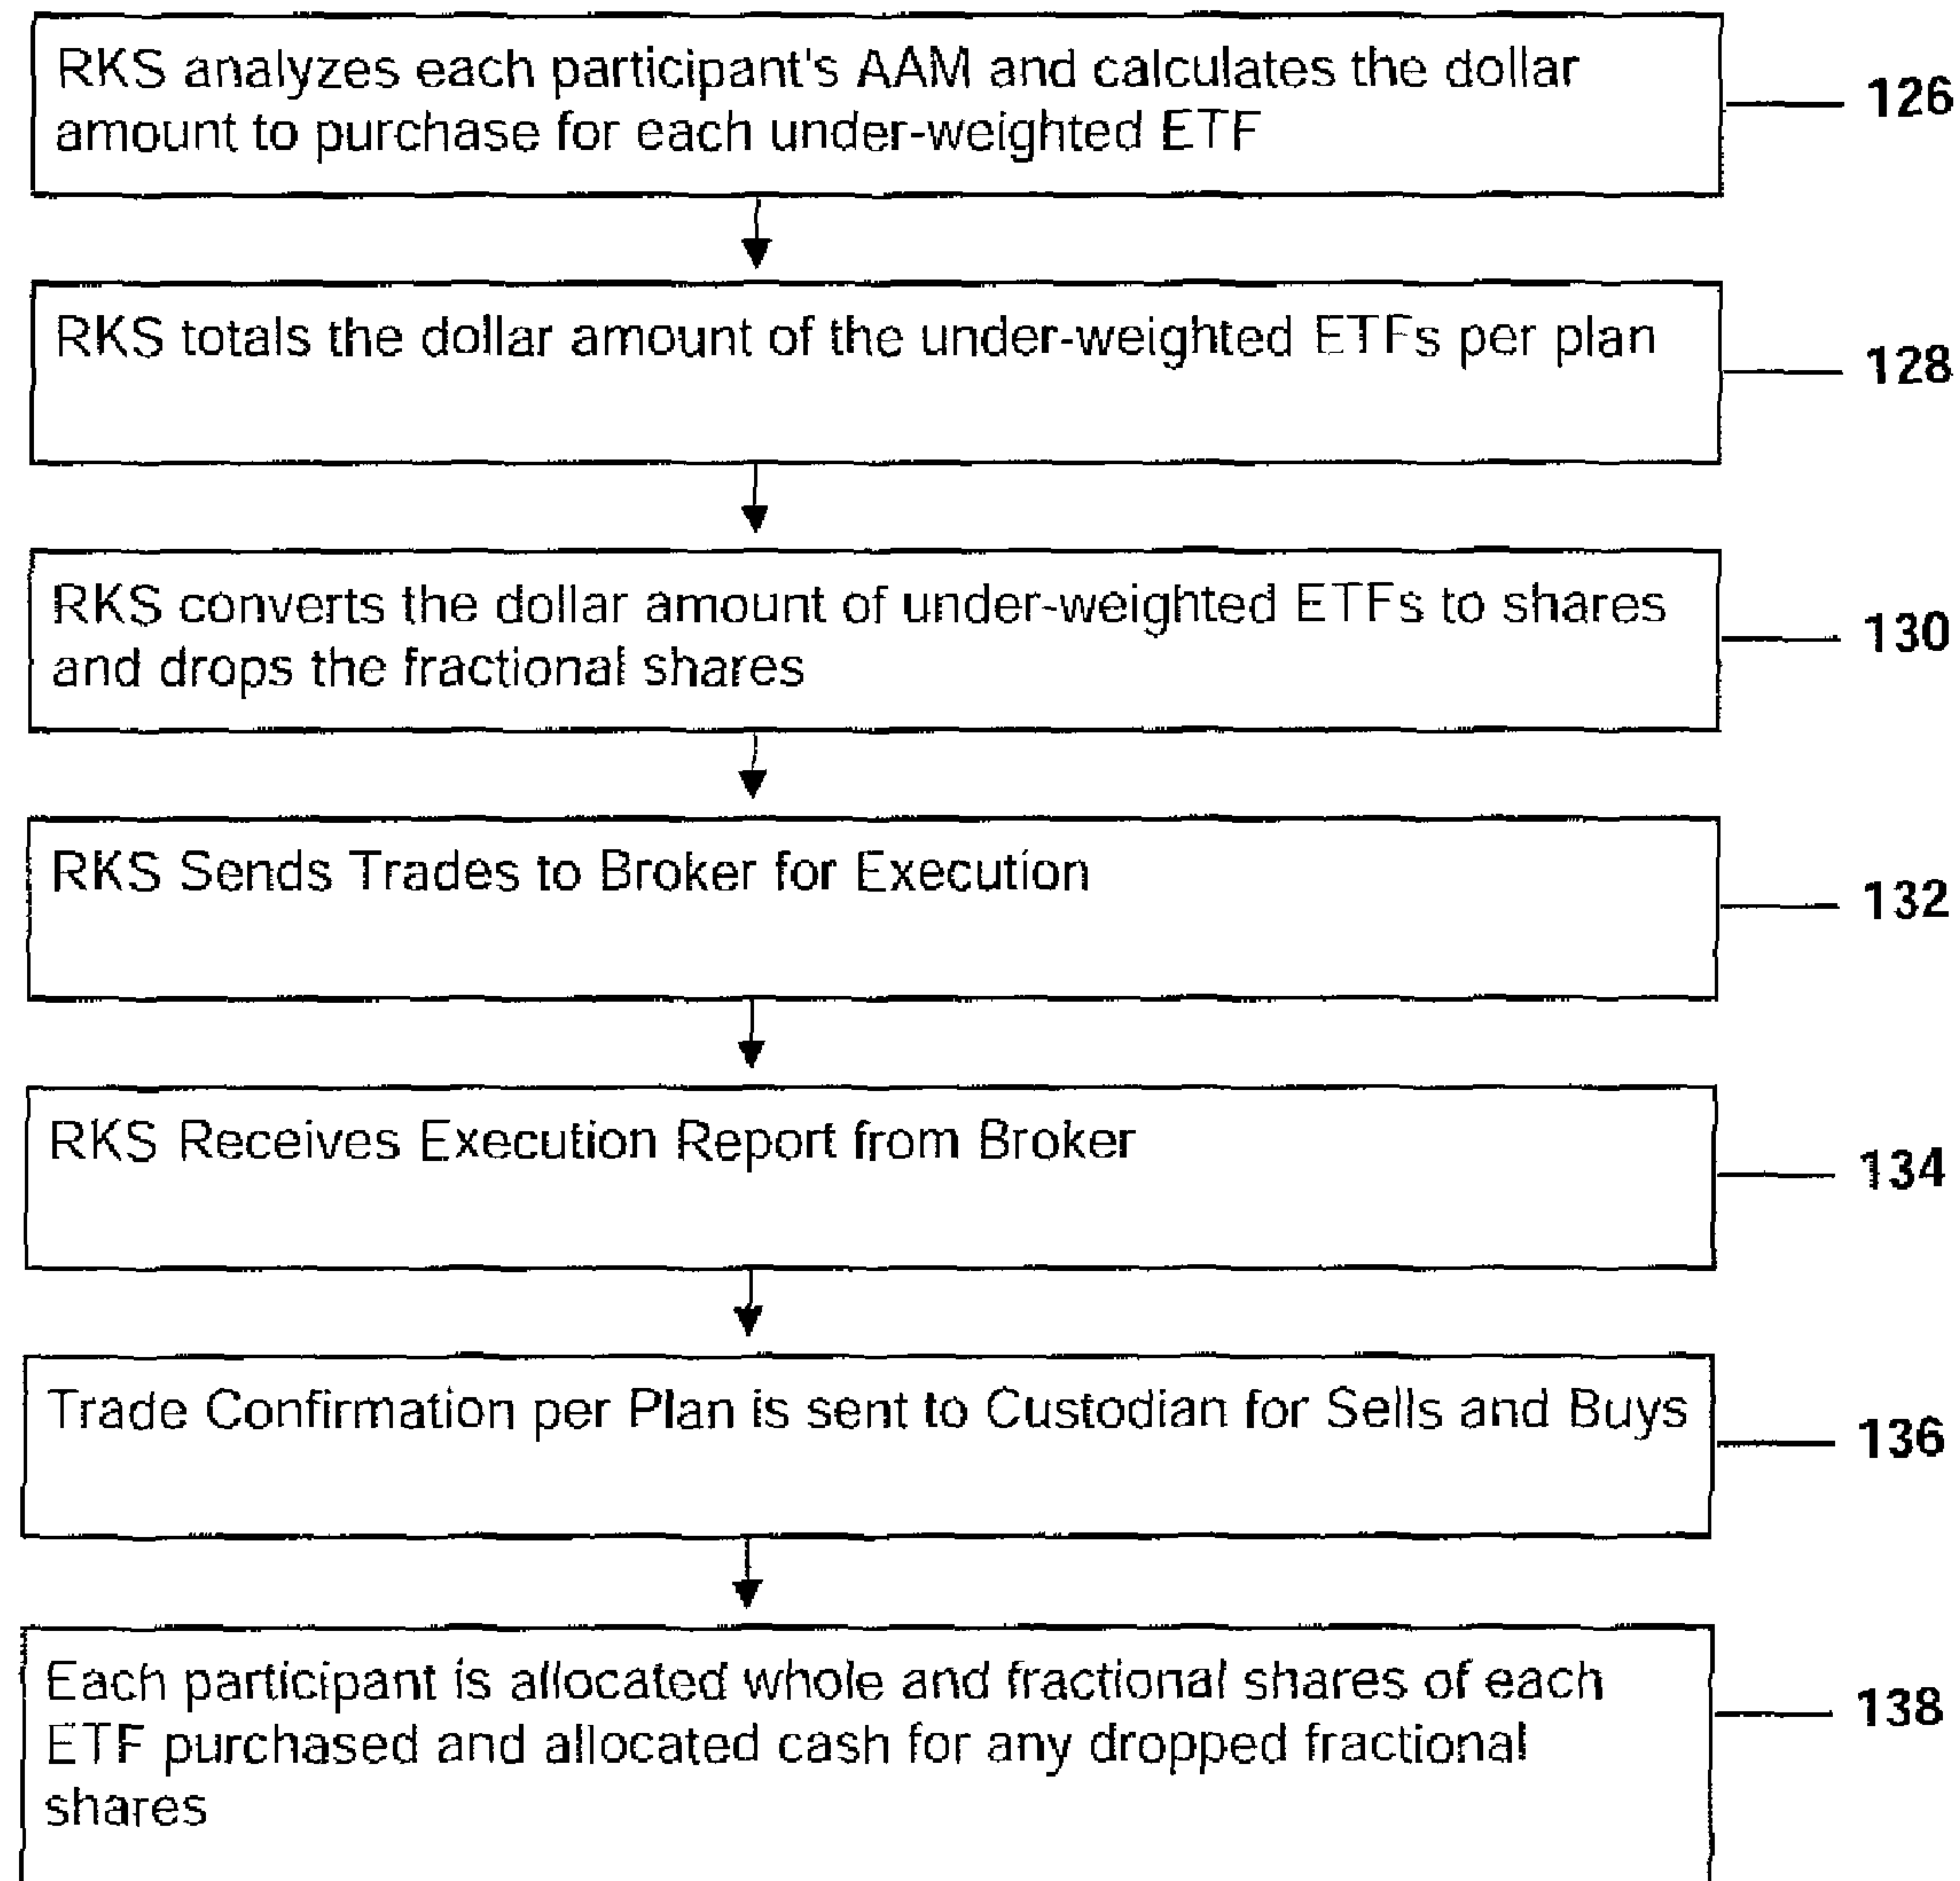 RKS analyzes each participant's AAM and calculates the dollar
amount to purchase for each under-weighted ETF
126
RKS totals the dollar amount of the under-weighted ETFs per plan
128
RKS converts the dollar amount of under-weighted ETFs to shares
and drops the fractional shares
130
RKS Sends Trades to Broker for Execution
132
RKS Receives Execution Report from Broker
134
Trade Confirmation per Plan is sent to Custodian for Sells and Buys
136
Each participant is allocated whole and fractional shares of each
ETF purchased and allocated cash for any dropped fractional
shares
138